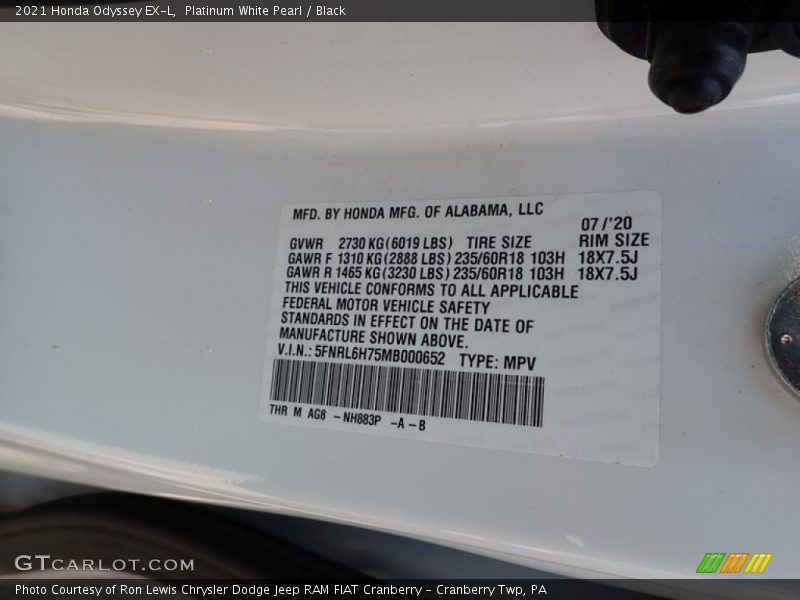 2021 Honda Odyssey EX-L, Platinum White Pearl / Black
MFD. BY HONDA MFG. OF ALABAMA, LLC
07/'20
GVWR 2730 KG(6019 LBS) TIRE SIZE RIM SIZE
GAWR F 1310 KG(2888 LBS) 235/60R18 103H 18X7.5J
GAWR R 1465 KG(3230 LBS) 235/60R18 103H 18X7.5J
THIS VEHICLE CONFORMS TO ALL APPLICABLE
FEDERAL MOTOR VEHICLE SAFETY
STANDARDS IN EFFECT ON THE DATE OF
MANUFACTURE SHOWN ABOVE.
V.I.N.: 5FNRL6H75MB000652 TYPE: MPV
THR M AG8 -NH883P -A-B
GTCARLOT.COM
Photo Courtesy of Ron Lewis Chrysler Dodge Jeep RAM FIAT Cranberry - Cranberry Twp, PA